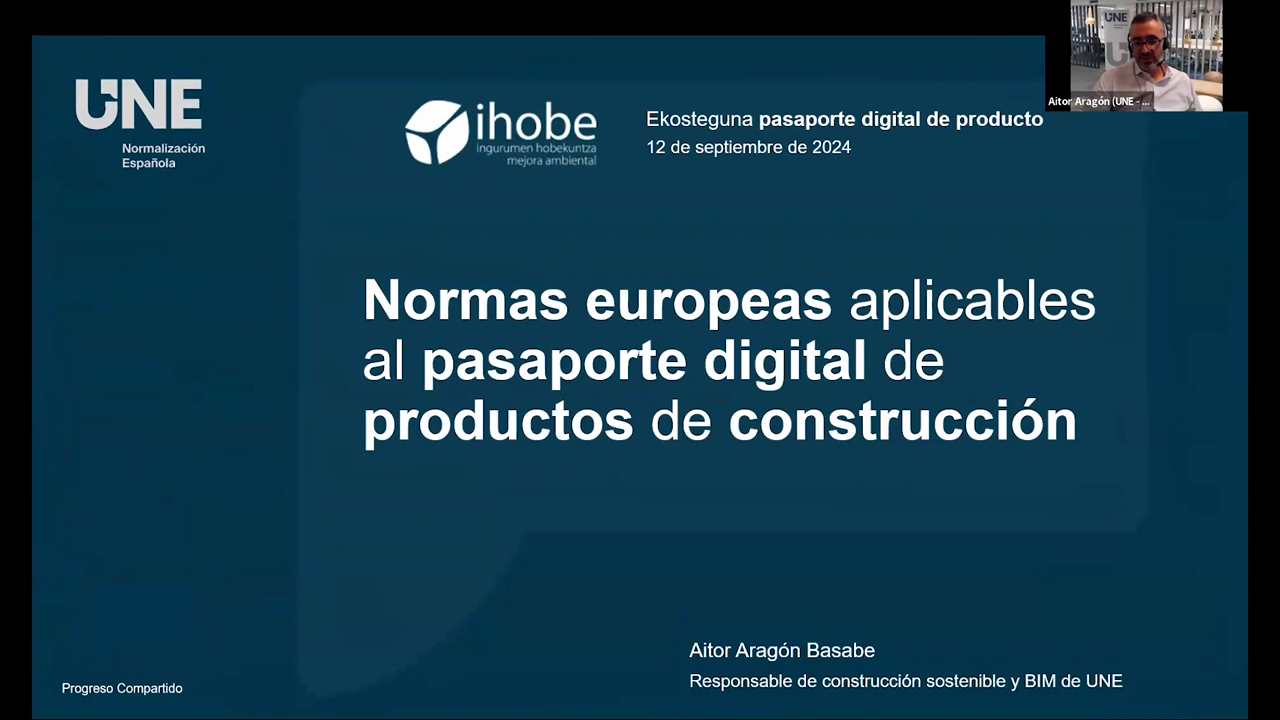 UNE
Normalización
Española
ihobe
ingurumen hobekuntza
mejora ambiental
Ekosteguna pasaporte digital de producto
12 de septiembre de 2024
UNE
Aitor Aragón (UNE - ...
Normas europeas aplicables
al pasaporte digital de
productos de construcción
Aitor Aragón Basabe
Responsable de construcción sostenible y BIM de UNE
Progreso Compartido